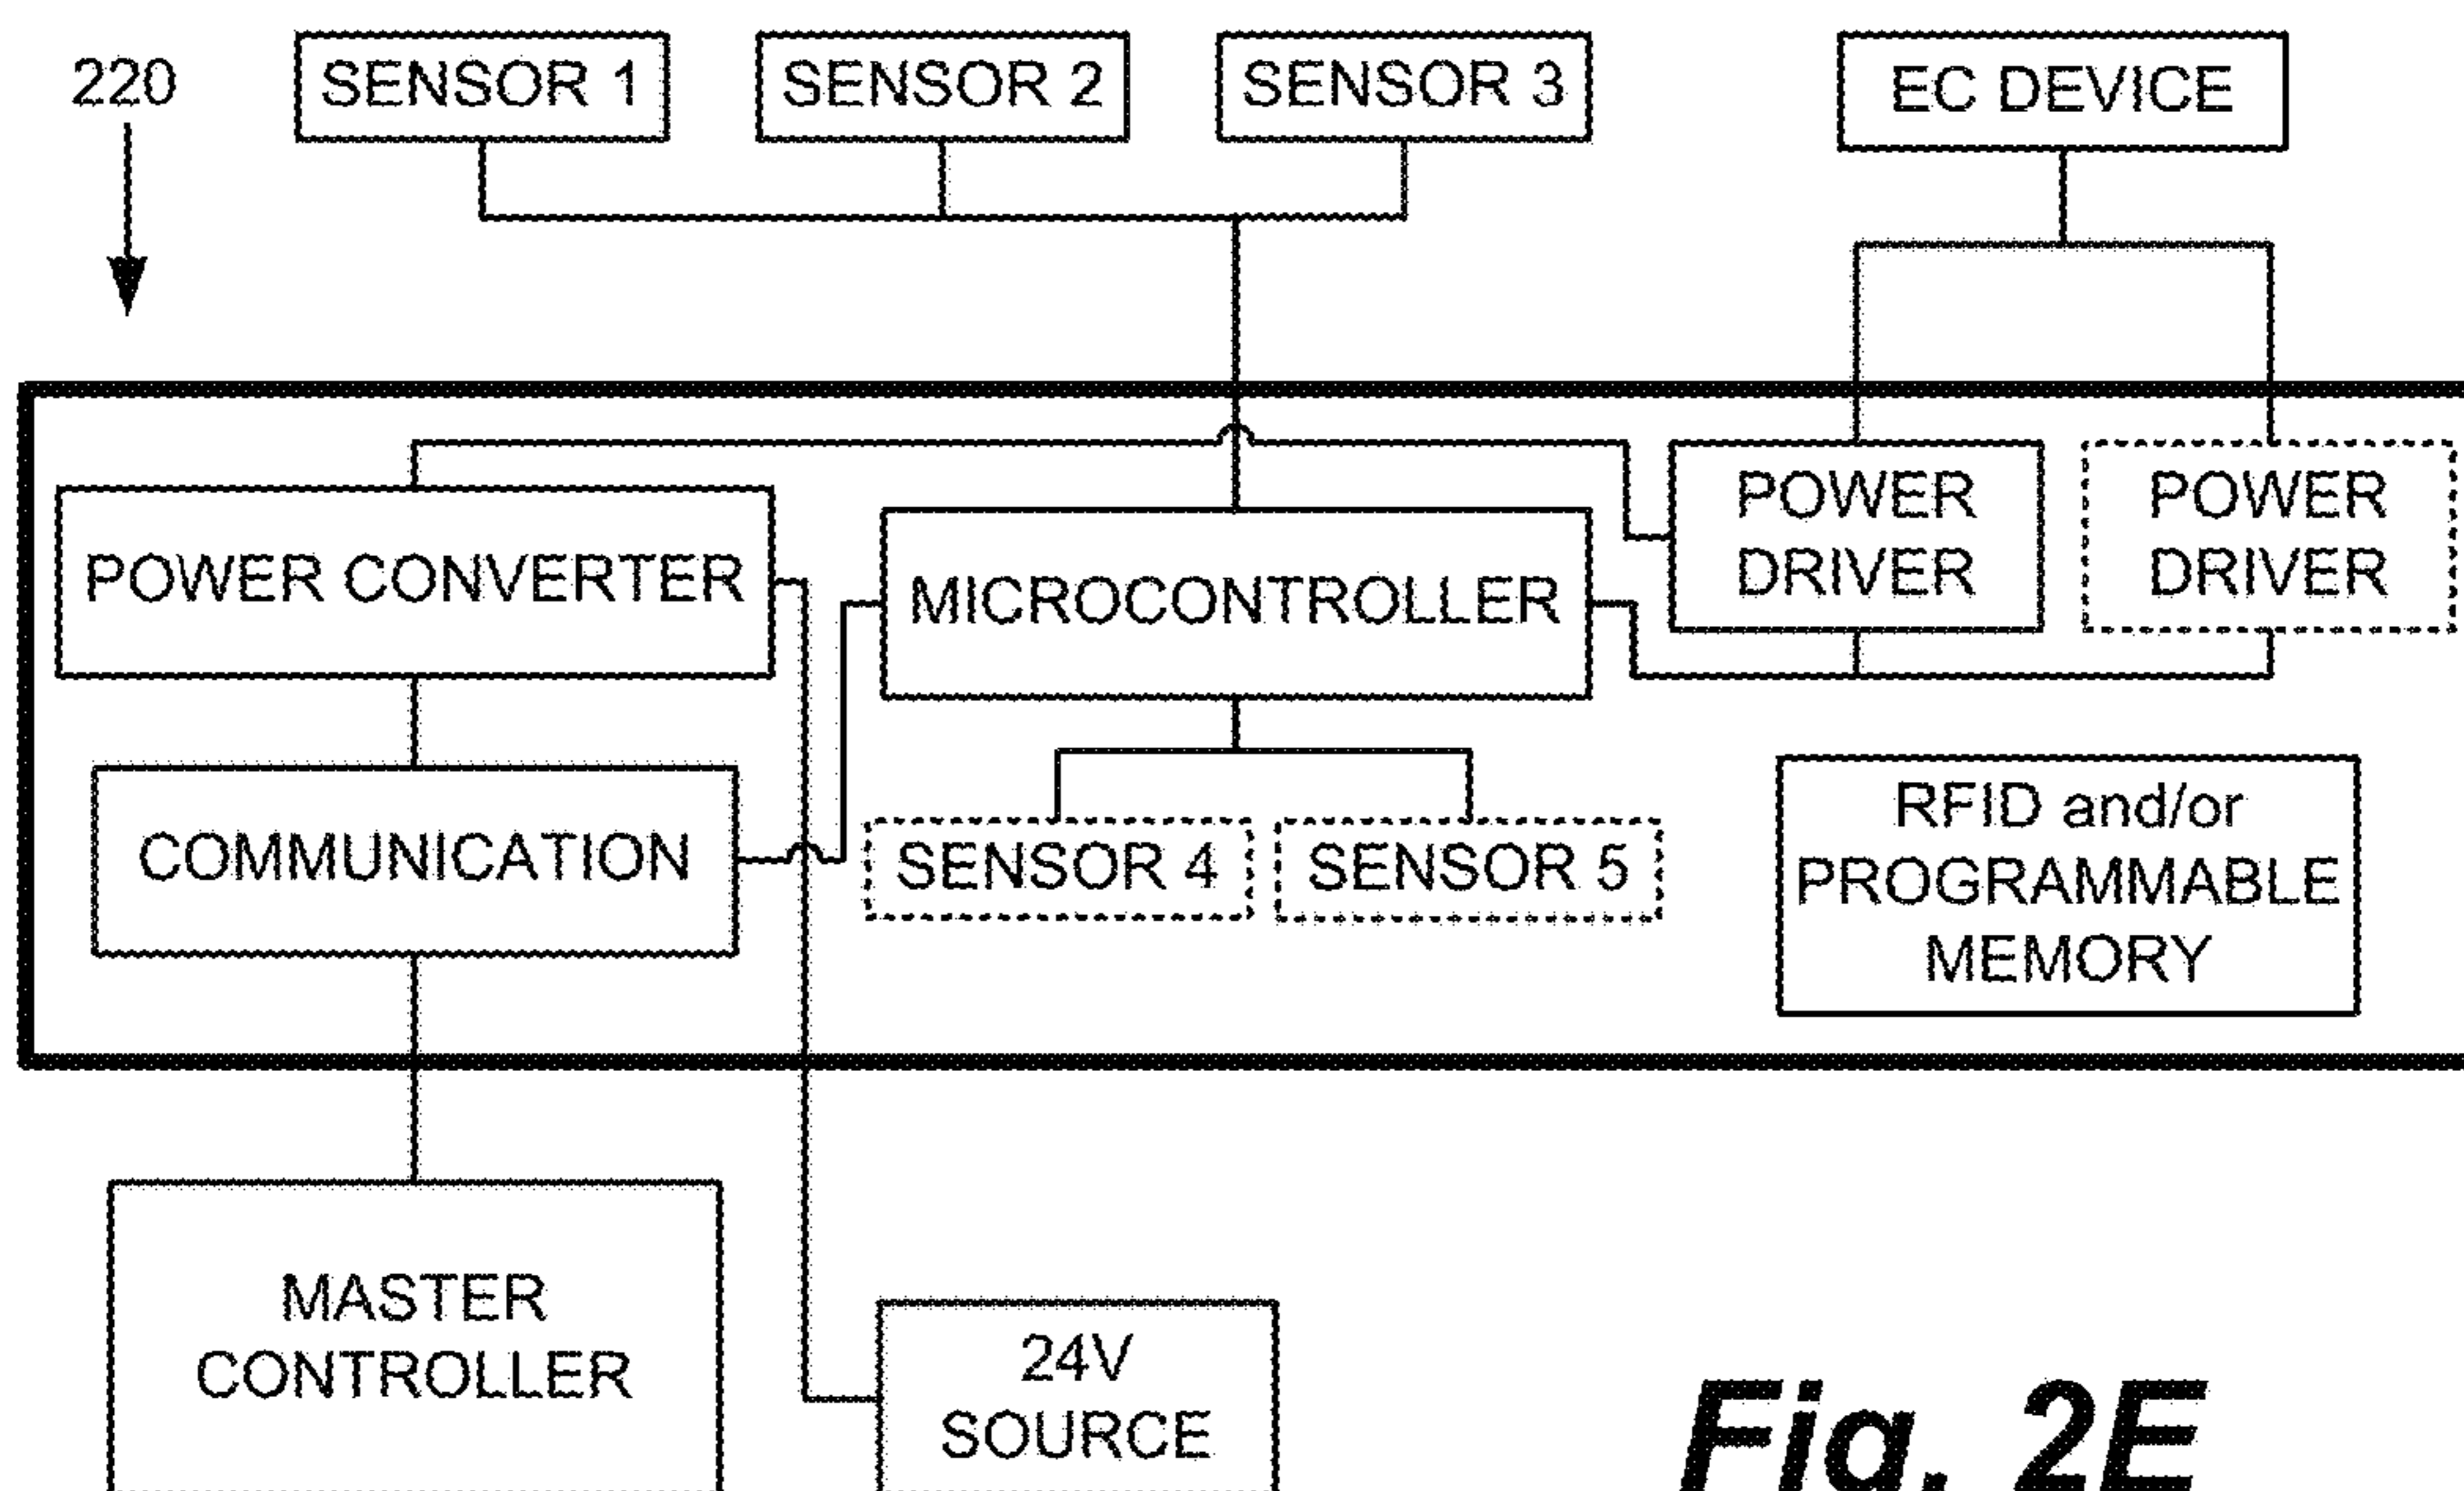 220
SENSOR 1
SENSOR 2
SENSOR 3
EC DEVICE
POWER CONVERTER
MICROCONTROLLER
POWER
DRIVER
POWER
DRIVER
COMMUNICATION
SENSOR 4
SENSOR 5
RFID and/or
PROGRAMMABLE
MEMORY
MASTER
CONTROLLER
24V
SOURCE
Fig. 2E